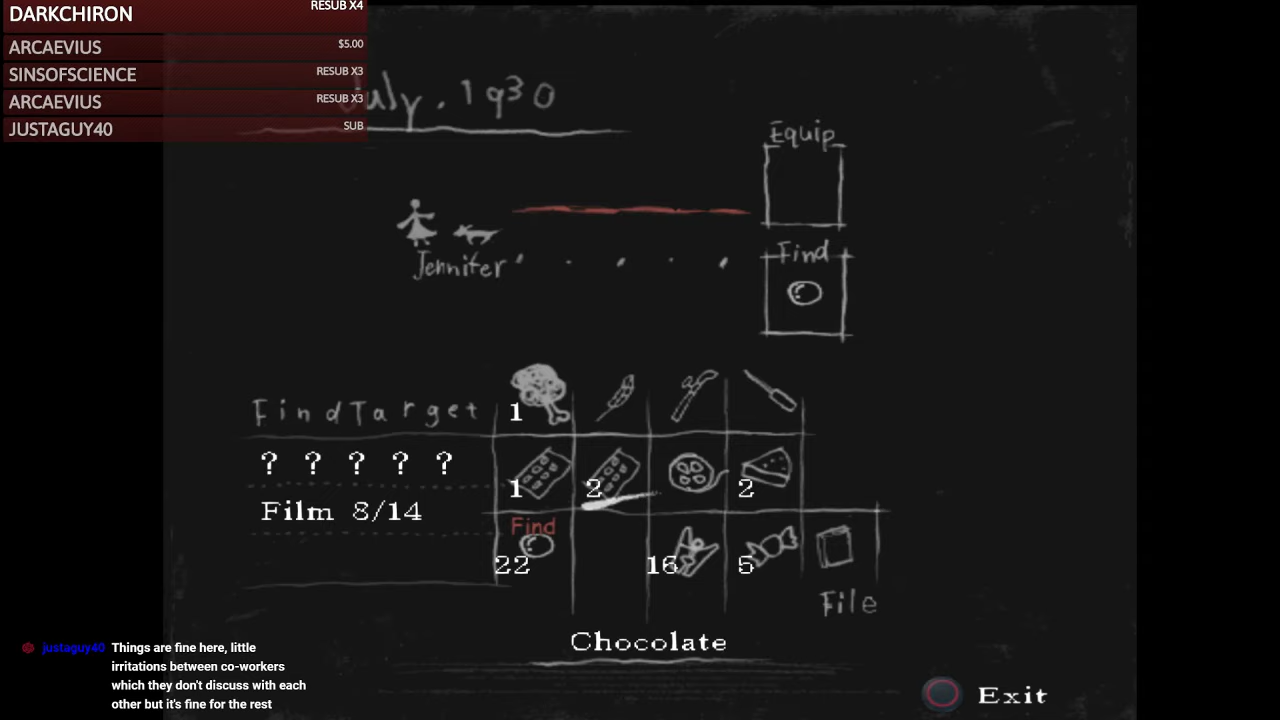 DARKCHIRON RESUB X4
ARCAEVIUS $5.00
SINSOFSCIENCE RESUB X3
ARCAEVIUS RESUB X3
JUSTAGUY40 SUB
July. 1930
Equip
Jennifer
Find
FindTarget
1
? ? ? ? ?
1 2 2
Film 8/14
Find
22 16 5
File
Chocolate
justaguy40 Things are fine here, little
irritations between co-workers
which they don't discuss with each
other but it's fine for the rest
Exit